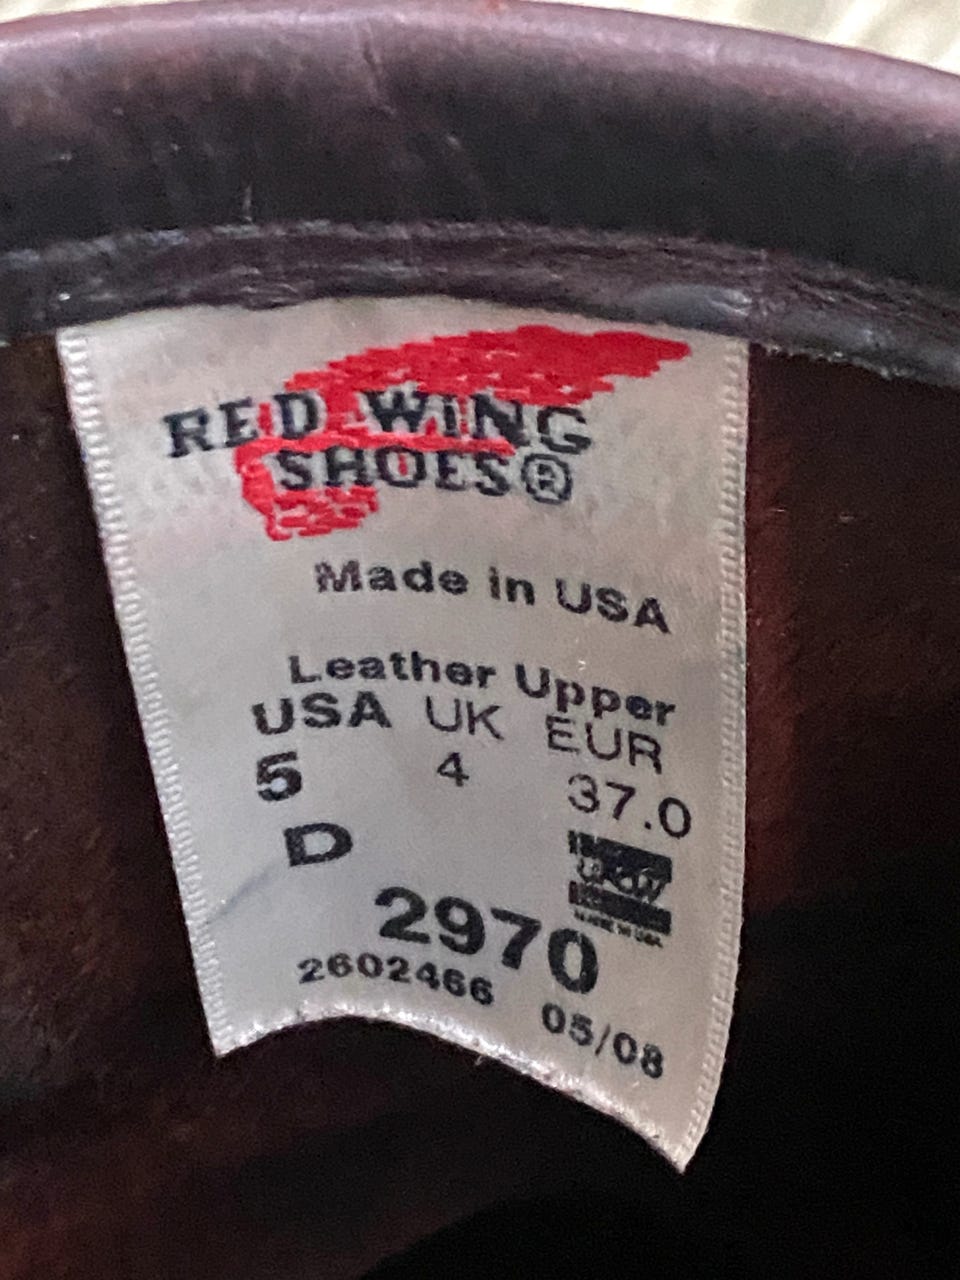 RED WING
SHOES®
Made in USA
Leather Upper
USA UK EUR
5 4 37.0
D
2970
2602466 05/08